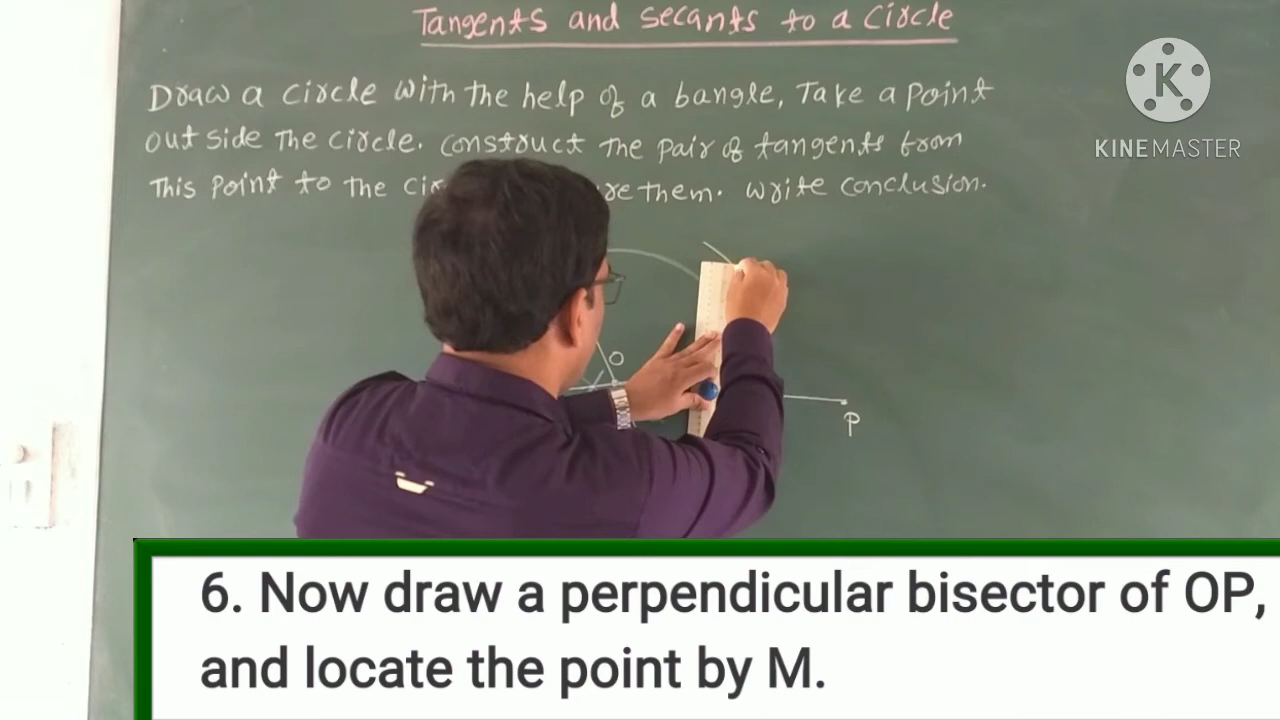 Tangents and secants to a Circle
Draw a circle with the help of a bangle, Take a point
out side The circle. Construct the pair of tangents from
This point to the cir re them. Write conclusion.
K
KINEMASTER
O
P
6. Now draw a perpendicular bisector of OP,
and locate the point by M.